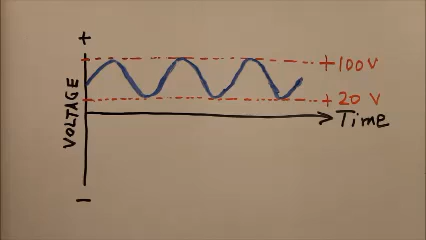 +
+100V
+20 V
VOLTAGE
Time
-